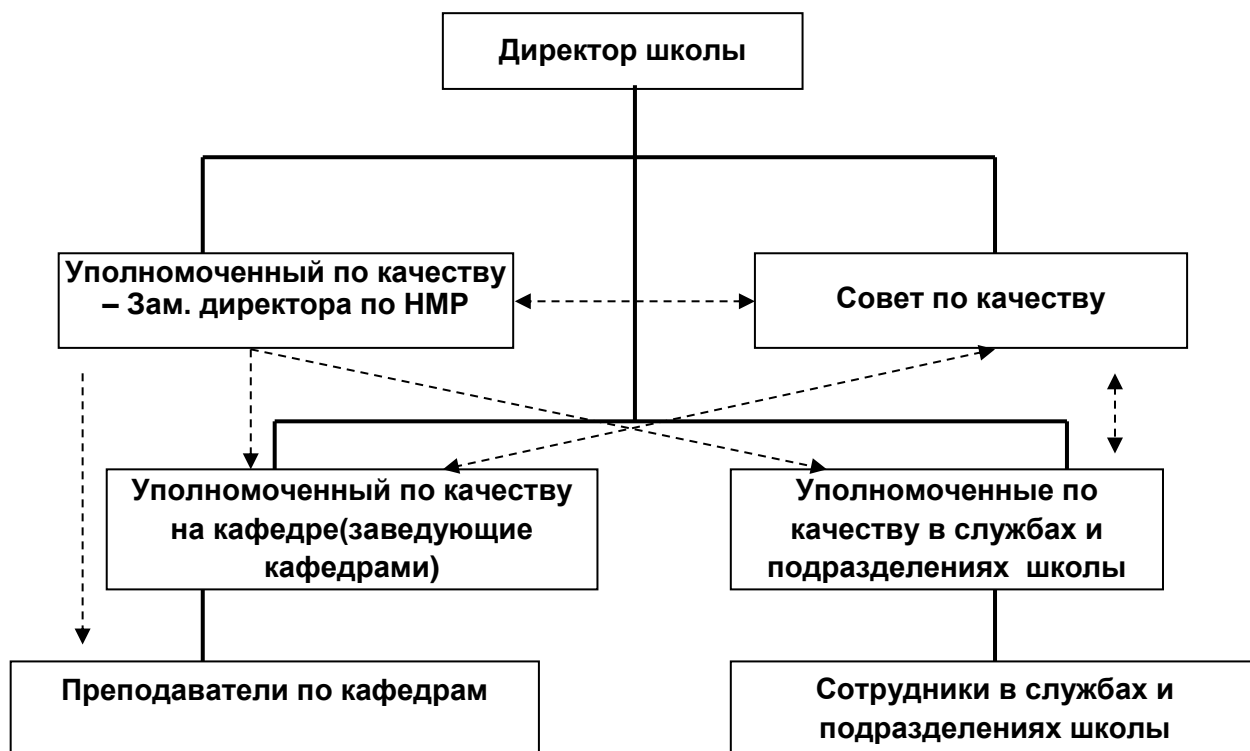 Директор школы
Уполномоченный по качеству
– Зам. директора по НМР
Совет по качеству
Уполномоченный по качеству
на кафедре(заведующие
кафедрами)
Уполномоченные по
качеству в службах и
подразделениях школы
Преподаватели по кафедрам
Сотрудники в службах и
подразделениях школы